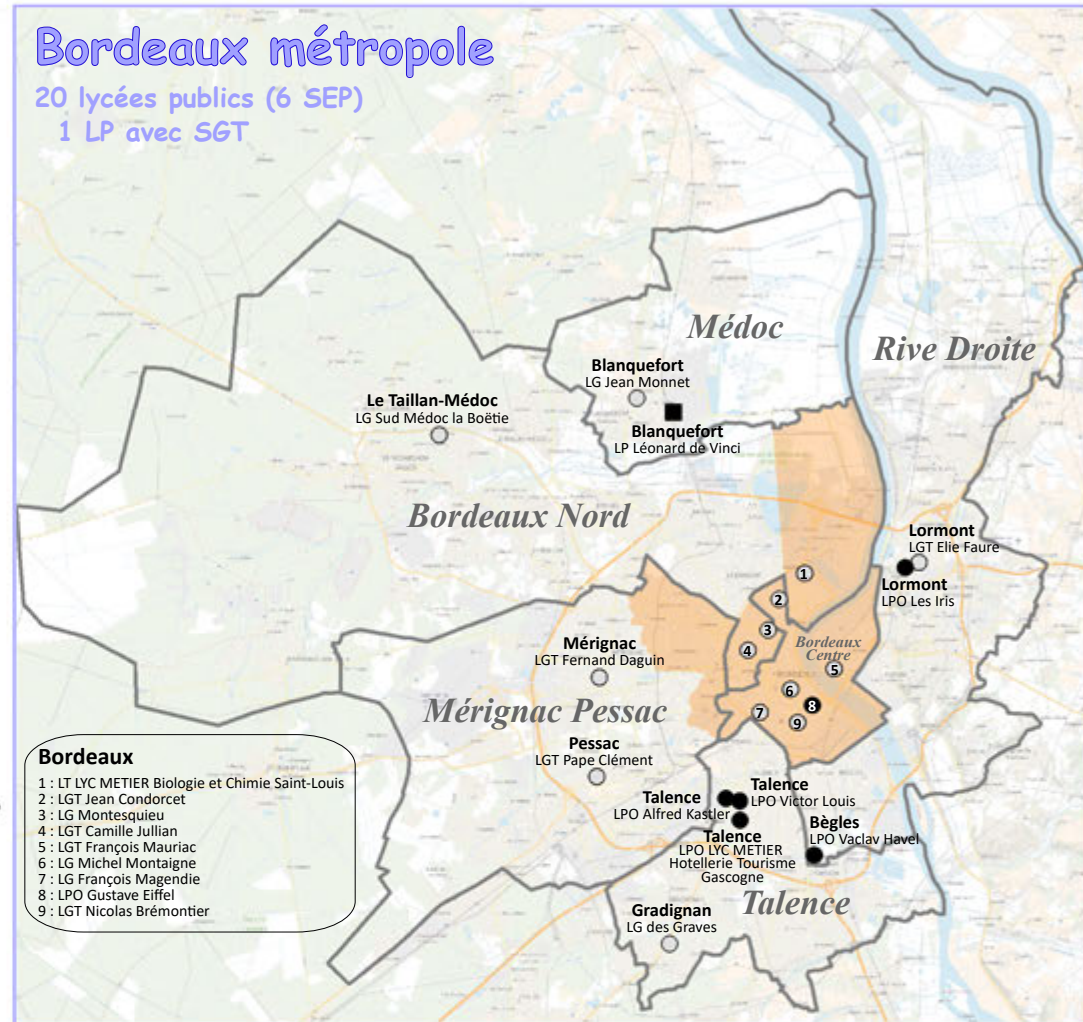 Bordeaux métropole
20 lycées publics (6 SEP)
1 LP avec SGT
Médoc
Rive Droite
Blanquefort
LG Jean Monnet
Le Taillan-Médoc
LG Sud Médoc la Boëtie
Blanquefort
LP Léonard de Vinci
Bordeaux Nord
Lormont
LGT Elie Faure
Lormont
LPO Les Iris
1
2
3
4
Bordeaux
Centre
5
6
7
8
9
Mérignac
LGT Fernand Daguin
Mérignac Pessac
Pessac
LGT Pape Clément
Talence
LPO Alfred Kastler
Talence
LPO Victor Louis
Talence
LPO LYC METIER
Hotellerie Tourisme
Gascogne
Bègles
LPO Vaclav Havel
Talence
Gradignan
LG des Graves
Bordeaux
1 : LT LYC METIER Biologie et Chimie Saint-Louis
2 : LGT Jean Condorcet
3 : LG Montesquieu
4 : LGT Camille Jullian
5 : LGT François Mauriac
6 : LG Michel Montaigne
7 : LG François Magendie
8 : LPO Gustave Eiffel
9 : LGT Nicolas Brémontier